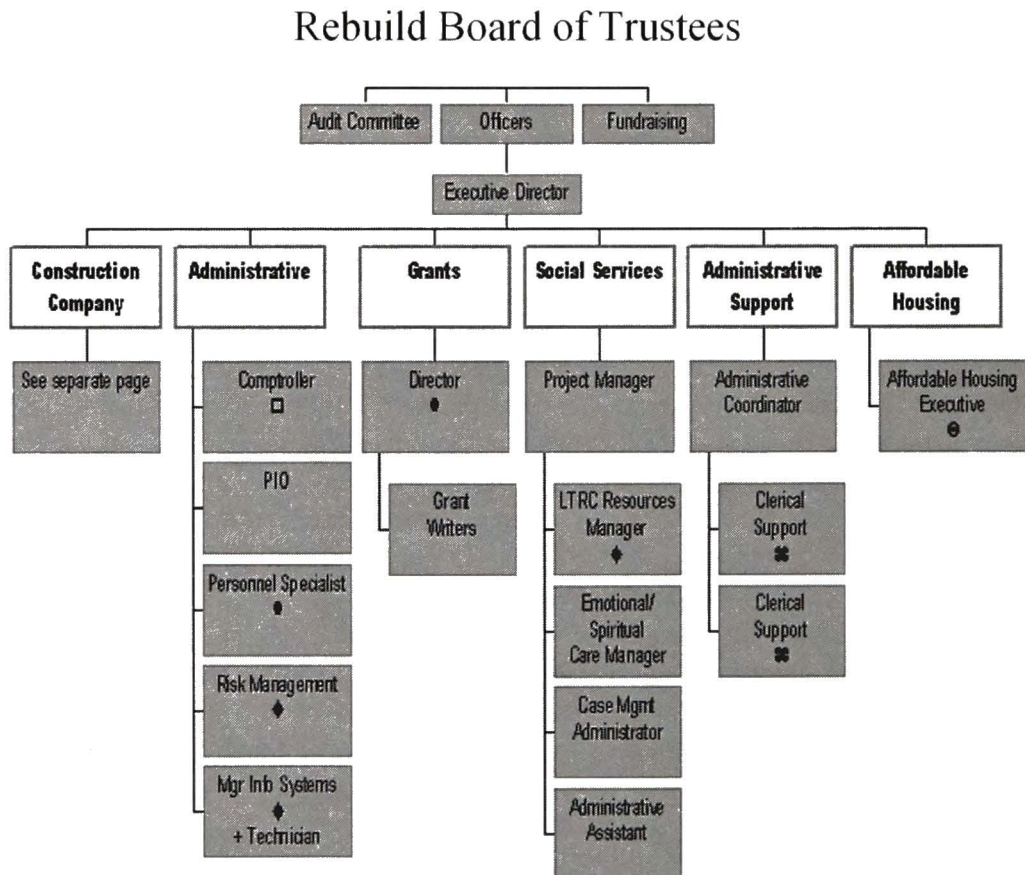 Rebuild Board of Trustees
Audit Committee
Officers
Fundraising
Executive Director
Construction
Company
Administrative
Grants
Social Services
Administrative
Support
Affordable
Housing
See separate page
Comptroller
Director
Project Manager
Administrative
Coordinator
Affordable Housing
Executive
PIO
Grant
Writers
LTRC Resources
Manager
Clerical
Support
Personnel Specialist
Emotional/
Spiritual
Care Manager
Clerical
Support
Risk Management
Case Mgmt
Administrator
Mgr Info Systems
+ Technician
Administrative
Assistant